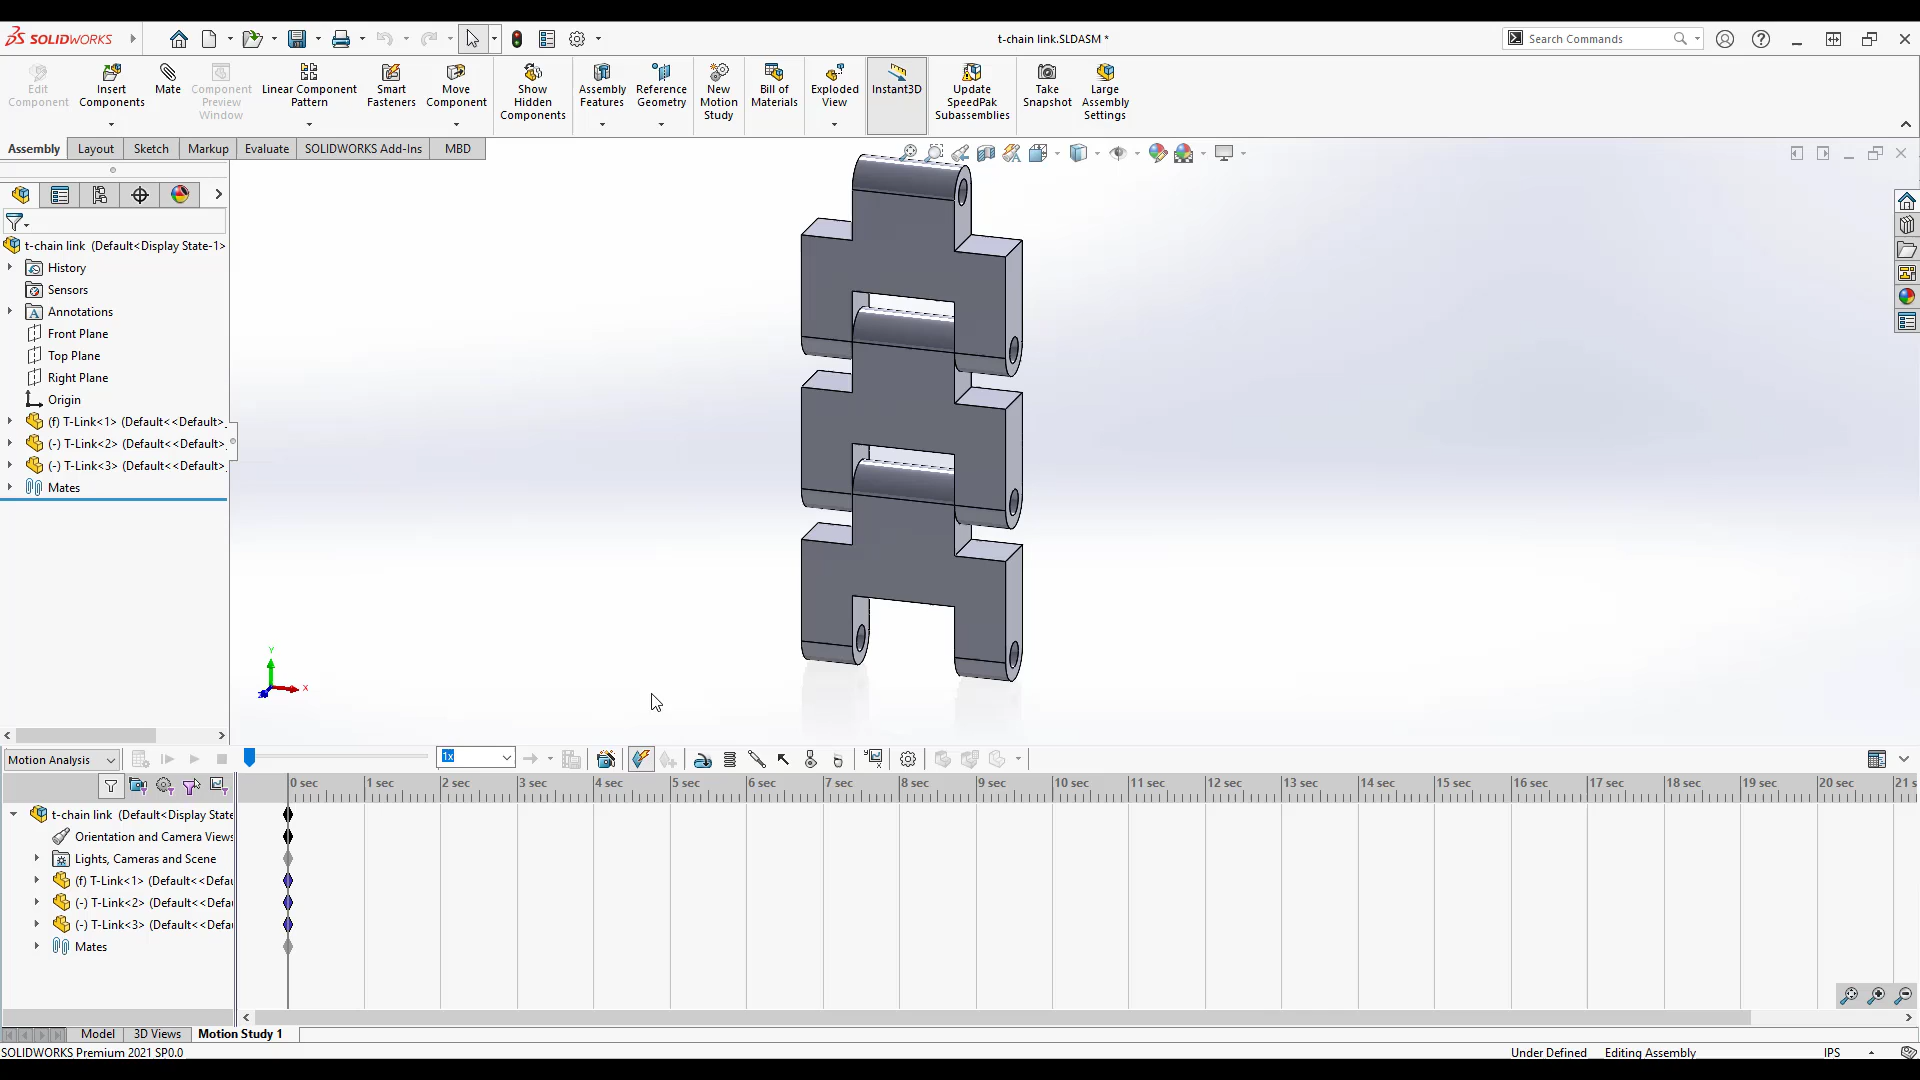 SOLIDWORKS
t-chain link.SLDASM *
Search Commands
Edit Component
Insert Components
Mate
Component Preview Window
Linear Component Pattern
Smart Fasteners
Move Component
Show Hidden Components
Assembly Features
Reference Geometry
New Motion Study
Bill of Materials
Exploded View
Instant3D
Update SpeedPak Subassemblies
Take Snapshot
Large Assembly Settings
Assembly
Layout
Sketch
Markup
Evaluate
SOLIDWORKS Add-Ins
MBD
t-chain link (Default<Display State-1>
History
Sensors
Annotations
Front Plane
Top Plane
Right Plane
Origin
(f) T-Link<1> (Default<<Default>
(-) T-Link<2> (Default<<Default>
(-) T-Link<3> (Default<<Default>
Mates
Y
X
Motion Analysis
1x
0 sec 1 sec 2 sec 3 sec 4 sec 5 sec 6 sec 7 sec 8 sec 9 sec 10 sec 11 sec 12 sec 13 sec 14 sec 15 sec 16 sec 17 sec 18 sec 19 sec 20 sec 21 s
t-chain link (Default<Display State
Orientation and Camera Views
Lights, Cameras and Scene
(f) T-Link<1> (Default<<Defau
(-) T-Link<2> (Default<<Defau
(-) T-Link<3> (Default<<Defau
Mates
Model
3D Views
Motion Study 1
SOLIDWORKS Premium 2021 SP0.0
Under Defined
Editing Assembly
IPS